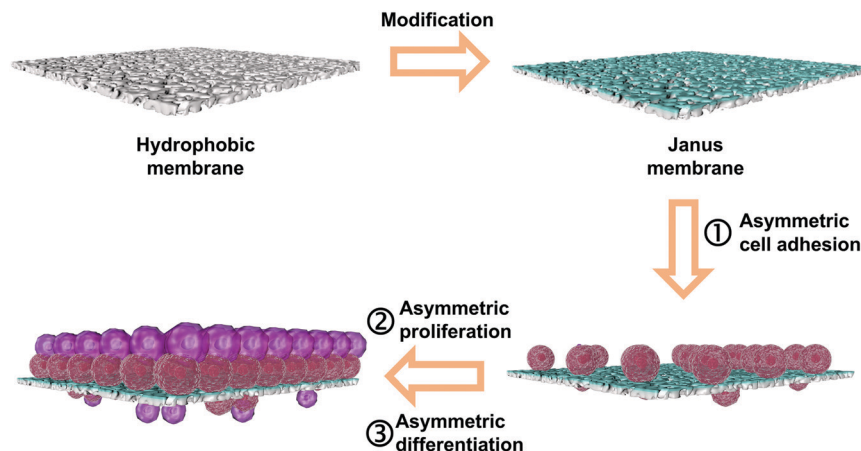 Modification
Hydrophobic
membrane
Janus
membrane
① Asymmetric
cell adhesion
② Asymmetric
proliferation
③ Asymmetric
differentiation